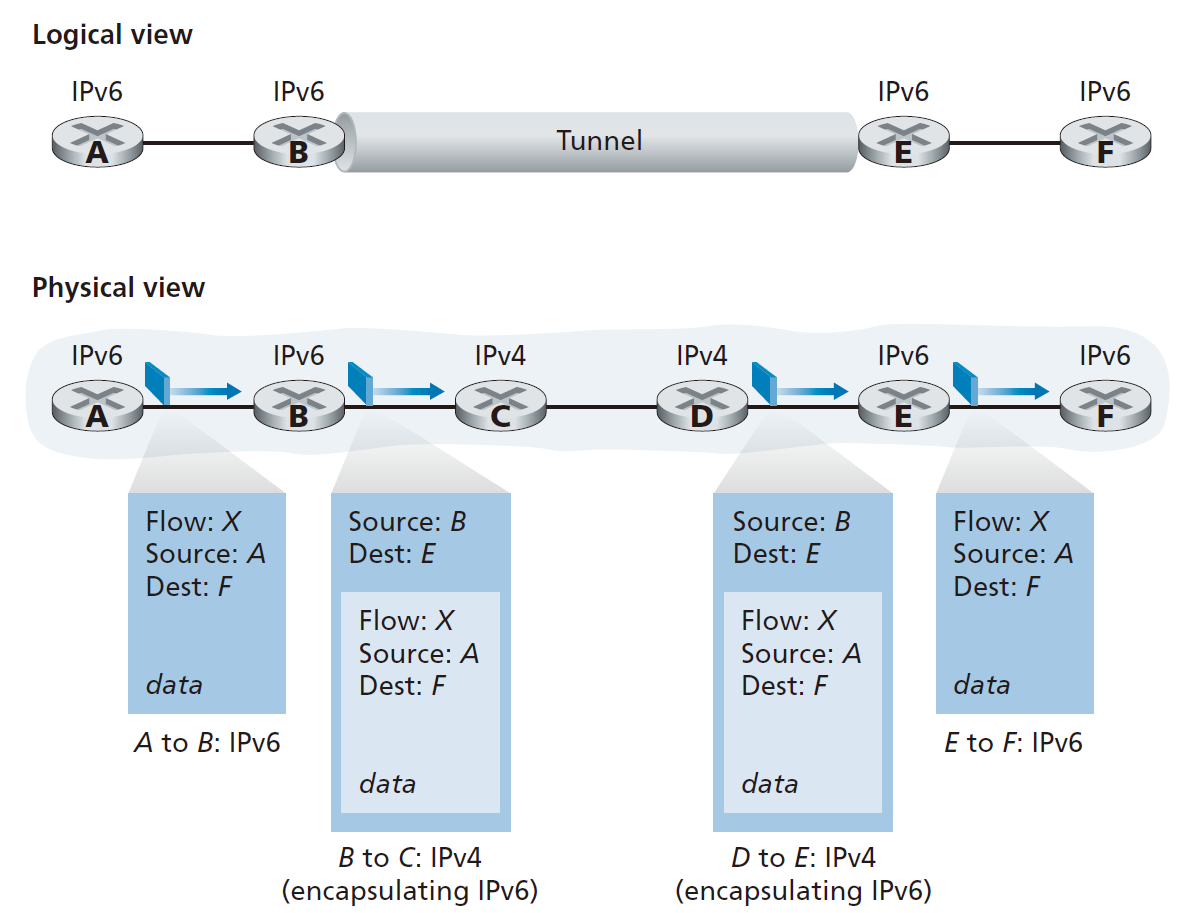 Logical view
IPv6 IPv6 IPv6 IPv6
A B Tunnel E F
Physical view
IPv6 IPv6 IPv4 IPv4 IPv6 IPv6
A B C D E F
Flow: X
Source: A
Dest: F
data
A to B: IPv6
Source: B
Dest: E
Flow: X
Source: A
Dest: F
data
B to C: IPv4
(encapsulating IPv6)
Source: B
Dest: E
Flow: X
Source: A
Dest: F
data
D to E: IPv4
(encapsulating IPv6)
Flow: X
Source: A
Dest: F
data
E to F: IPv6